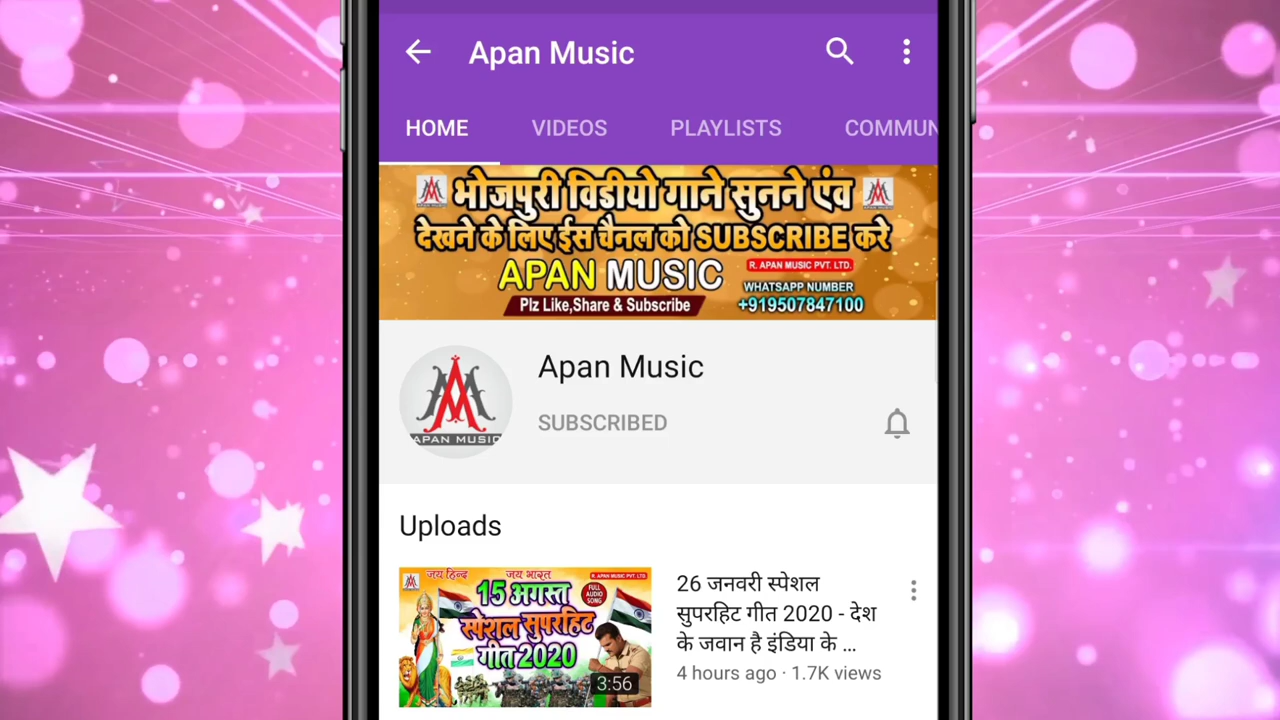 Apan Music
HOME VIDEOS PLAYLISTS COMMUN
भोजपुरी विडीयो गाने सुनने एंव
देखने के लिए ईस चैनल को SUBSCRIBE करे
APAN MUSIC
R. APAN MUSIC PVT. LTD.
Plz Like,Share & Subscribe
WHATSAPP NUMBER
+919507847100
Apan Music
SUBSCRIBED
APAN MUSIC
Uploads
जय हिन्द जय भारत
R. APAN MUSIC PVT. LTD
15 अगस्त
FULL
AUDIO
SONG
स्पेशल सुपरहिट
गीत 2020
3:56
26 जनवरी स्पेशल
सुपरहिट गीत 2020 - देश
के जवान है इंडिया के ...
4 hours ago · 1.7K views